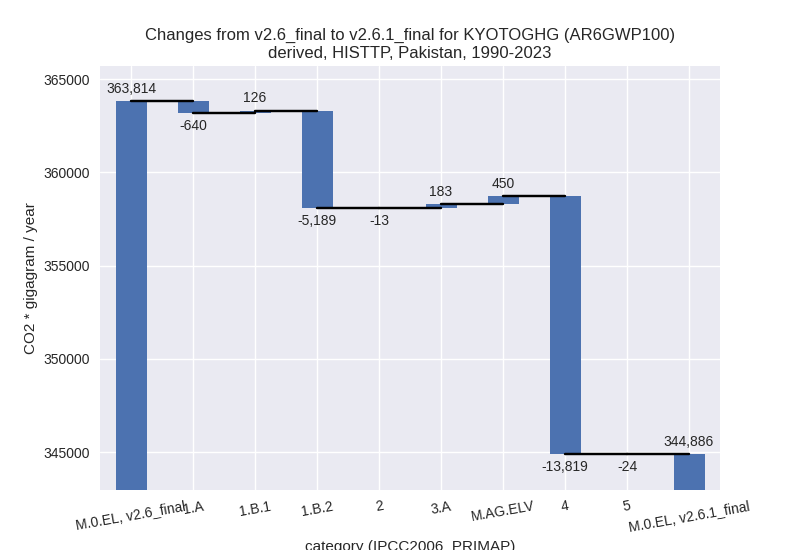 Changes from v2.6_final to v2.6.1_final for KYOTOGHG (AR6GWP100)
derived, HISTTP, Pakistan, 1990-2023
365000
360000
355000
350000
345000
CO2 * gigagram / year
363,814
-640
126
-5,189
-13
183
450
-13,819
-24
344,886
M.0.EL, v2.6_final
1.A
1.B.1
1.B.2
2
3.A
M.AG.ELV
4
5
M.0.EL, v2.6.1_final
category (IPCC2006_PRIMAP)